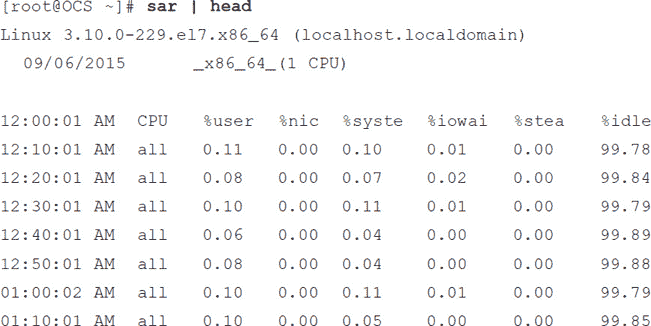 [root@OCS ~]# sar | head
Linux 3.10.0-229.el7.x86_64 (localhost.localdomain)
09/06/2015 _x86_64_(1 CPU)
12:00:01 AM CPU %user %nic %syste %iowai %stea %idle
12:10:01 AM all 0.11 0.00 0.10 0.01 0.00 99.78
12:20:01 AM all 0.08 0.00 0.07 0.02 0.00 99.84
12:30:01 AM all 0.10 0.00 0.11 0.01 0.00 99.79
12:40:01 AM all 0.06 0.00 0.04 0.00 0.00 99.89
12:50:01 AM all 0.08 0.00 0.04 0.00 0.00 99.88
01:00:02 AM all 0.10 0.00 0.11 0.01 0.00 99.79
01:10:01 AM all 0.10 0.00 0.05 0.00 0.00 99.85